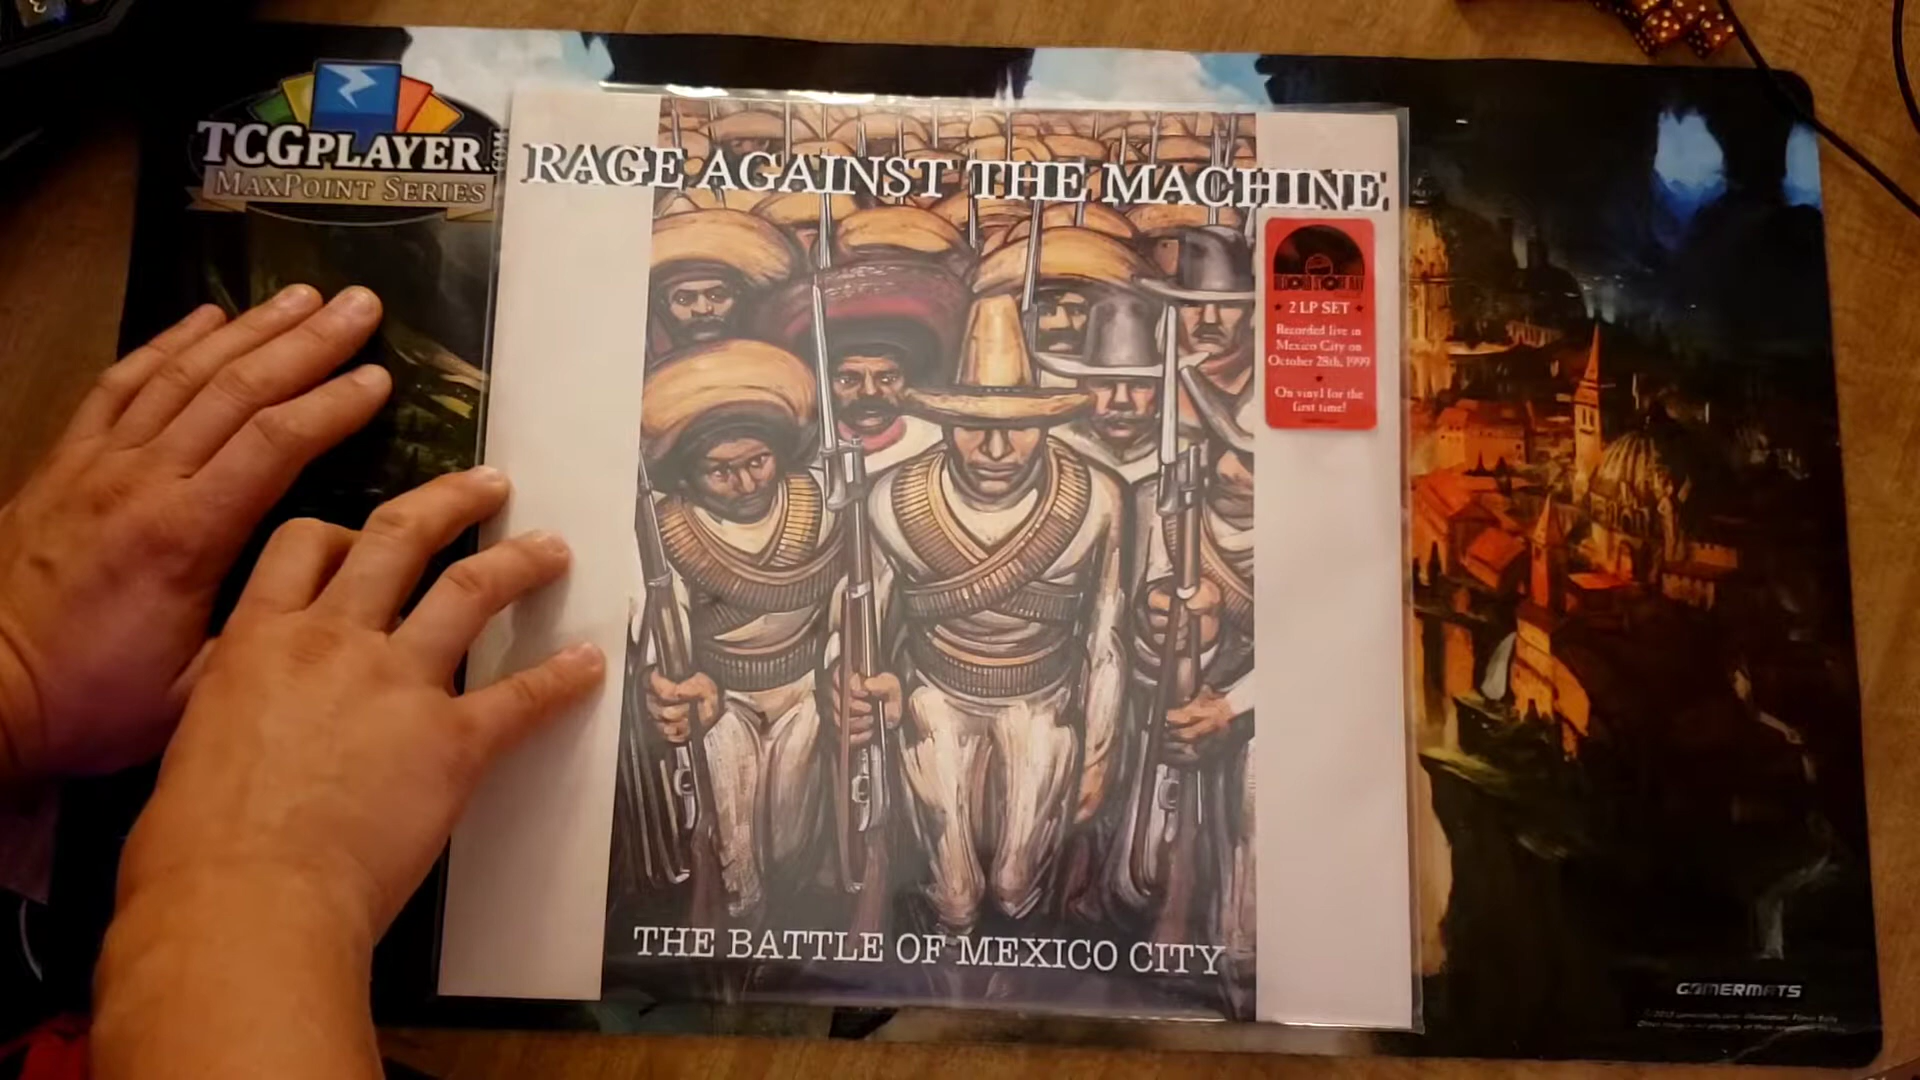 TCGPLAYER.COM
MAXPOINT SERIES
RAGE AGAINST THE MACHINE
2 LP SET
Recorded live in
Mexico City on
October 28th, 1999
On vinyl for the
first time!
THE BATTLE OF MEXICO CITY
GAMERMATS